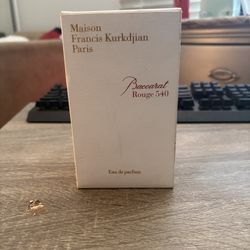 Maison
Francis Kurkdjian
Paris
Baccarat
Rouge 540
Eau de parfum